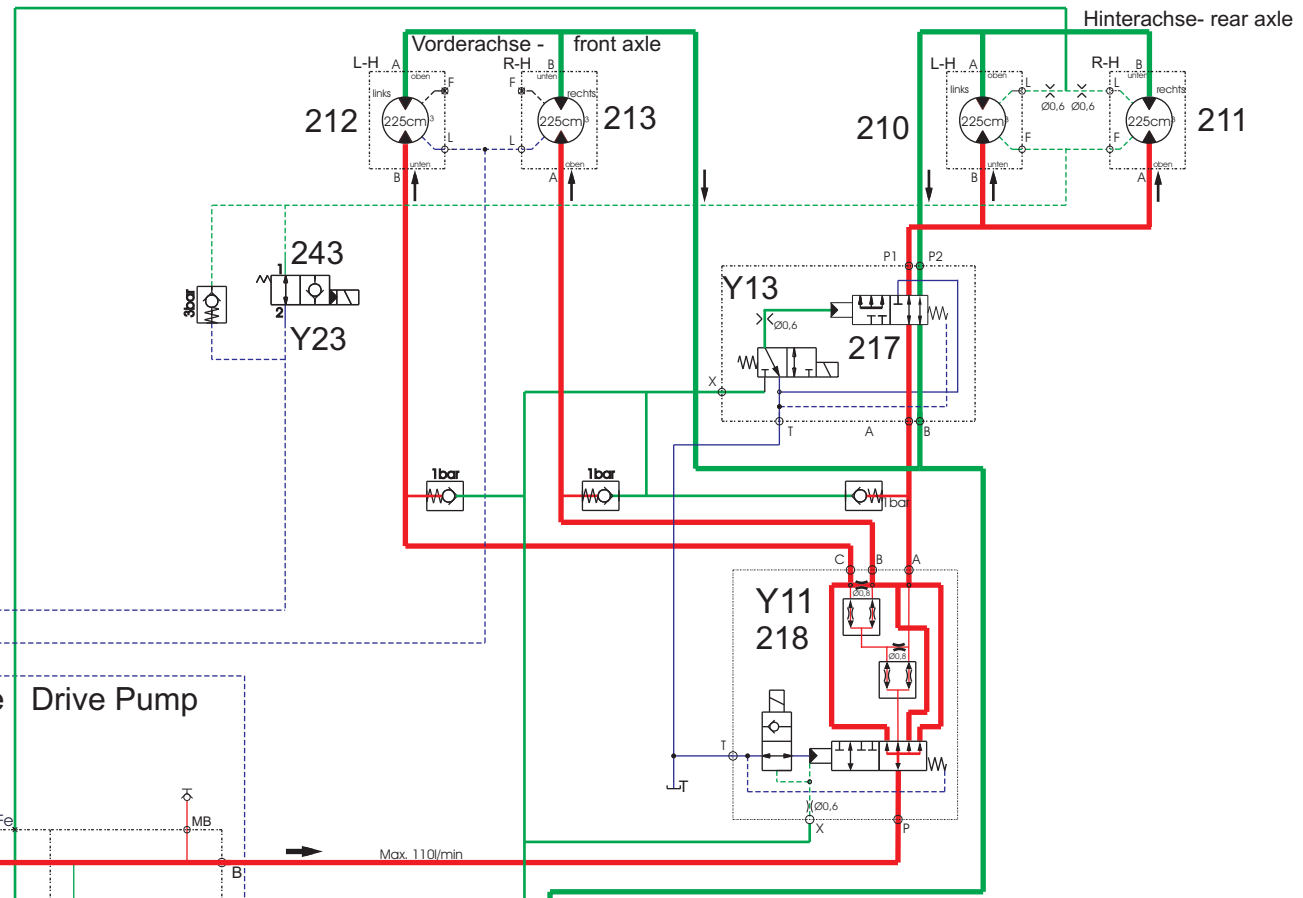 Hinterachse- rear axle
Vorderachse - front axle
L-H A oben
R-H B unten
L-H A oben
R-H B unten
links F
F rechts
L
L rechts
212
225cm³
225cm³
213
210
225cm³
Ø0,6 Ø0,6
225cm³
211
L
L
F
F
unten
oben
unten
oben
B
A
B
A
243
1
P1 P2
Y13
3bar
2
Y23
Ø0,6
217
X
T A B
1bar
1bar
1bar
C B A
Y11
218
Ø0,8
Ø0,8
e Drive Pump
T
T
Ø0,6
X P
Fe
MB
Max. 110l/min
B